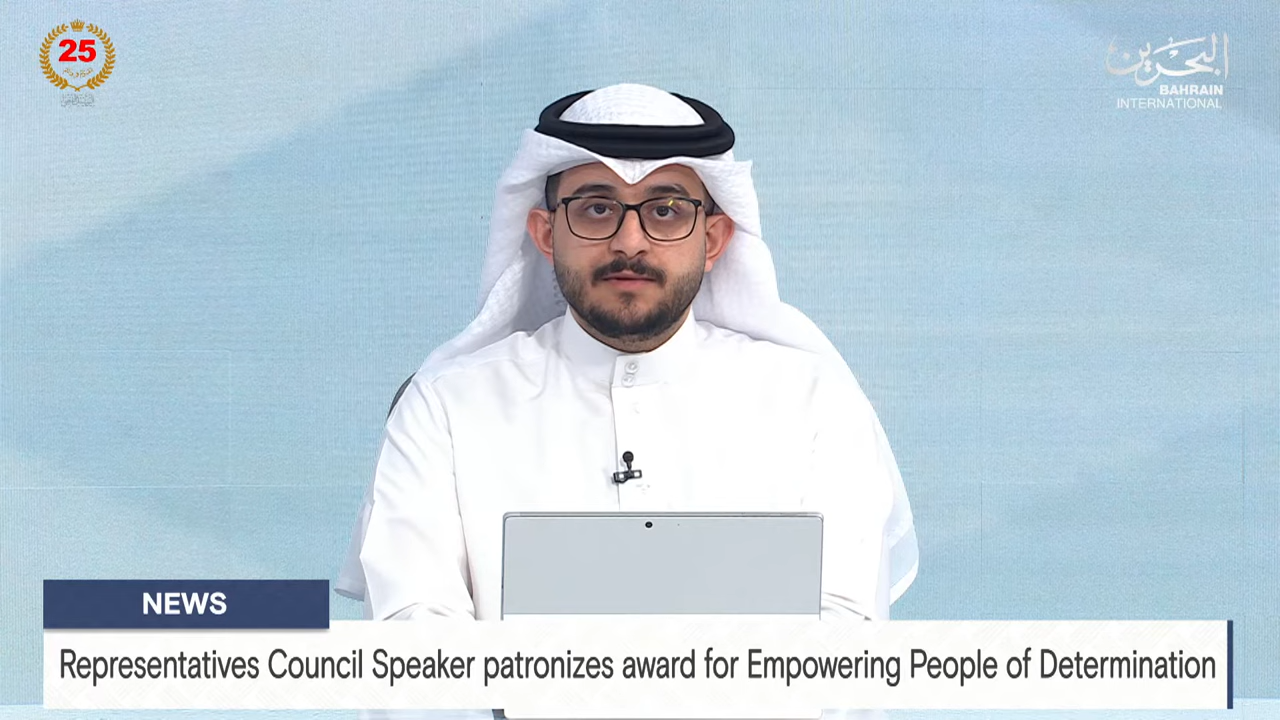 25
البحرين
BAHRAIN
INTERNATIONAL
NEWS
Representatives Council Speaker patronizes award for Empowering People of Determination